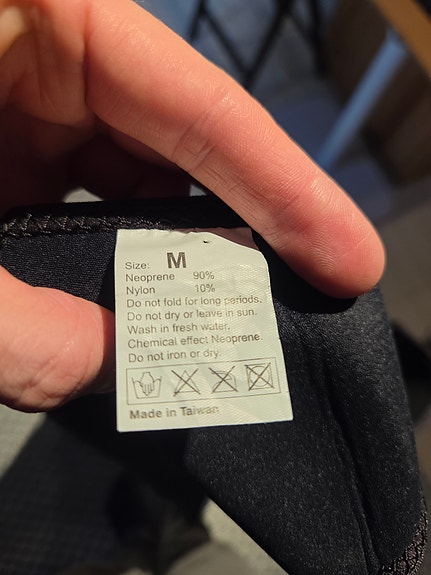 Size: M
Neoprene 90%
Nylon 10%
Do not fold for long periods.
Do not dry or leave in sun.
Wash in fresh water.
Chemical effect Neoprene.
Do not iron or dry.
Made in Taiwan